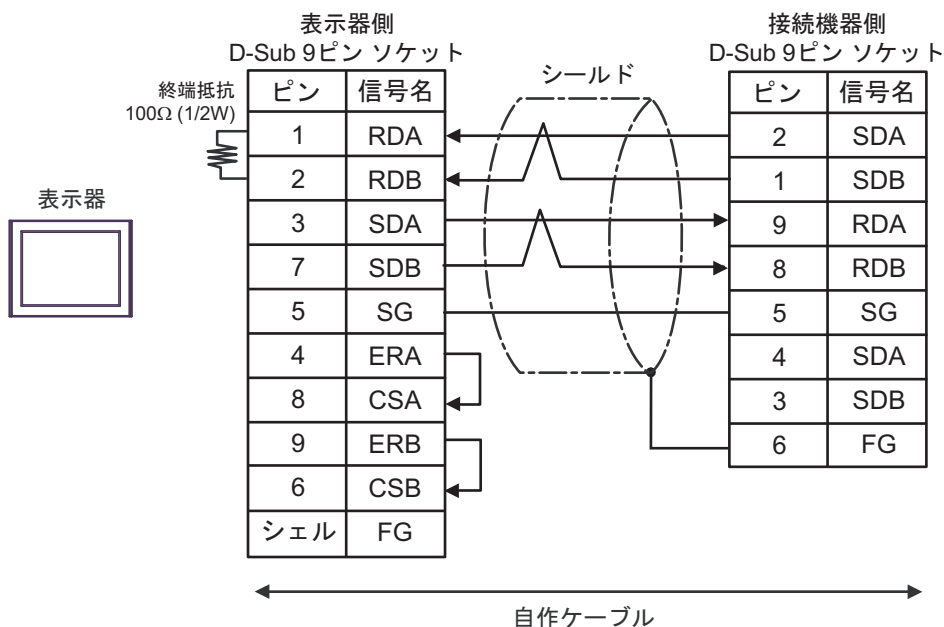 表示器側
D-Sub 9ピン ソケット
接続機器側
D-Sub 9ピン ソケット
シールド
終端抵抗
100Ω (1/2W)
表示器
ピン 信号名
1 RDA
2 RDB
3 SDA
7 SDB
5 SG
4 ERA
8 CSA
9 ERB
6 CSB
シェル FG
ピン 信号名
2 SDA
1 SDB
9 RDA
8 RDB
5 SG
4 SDA
3 SDB
6 FG
自作ケーブル